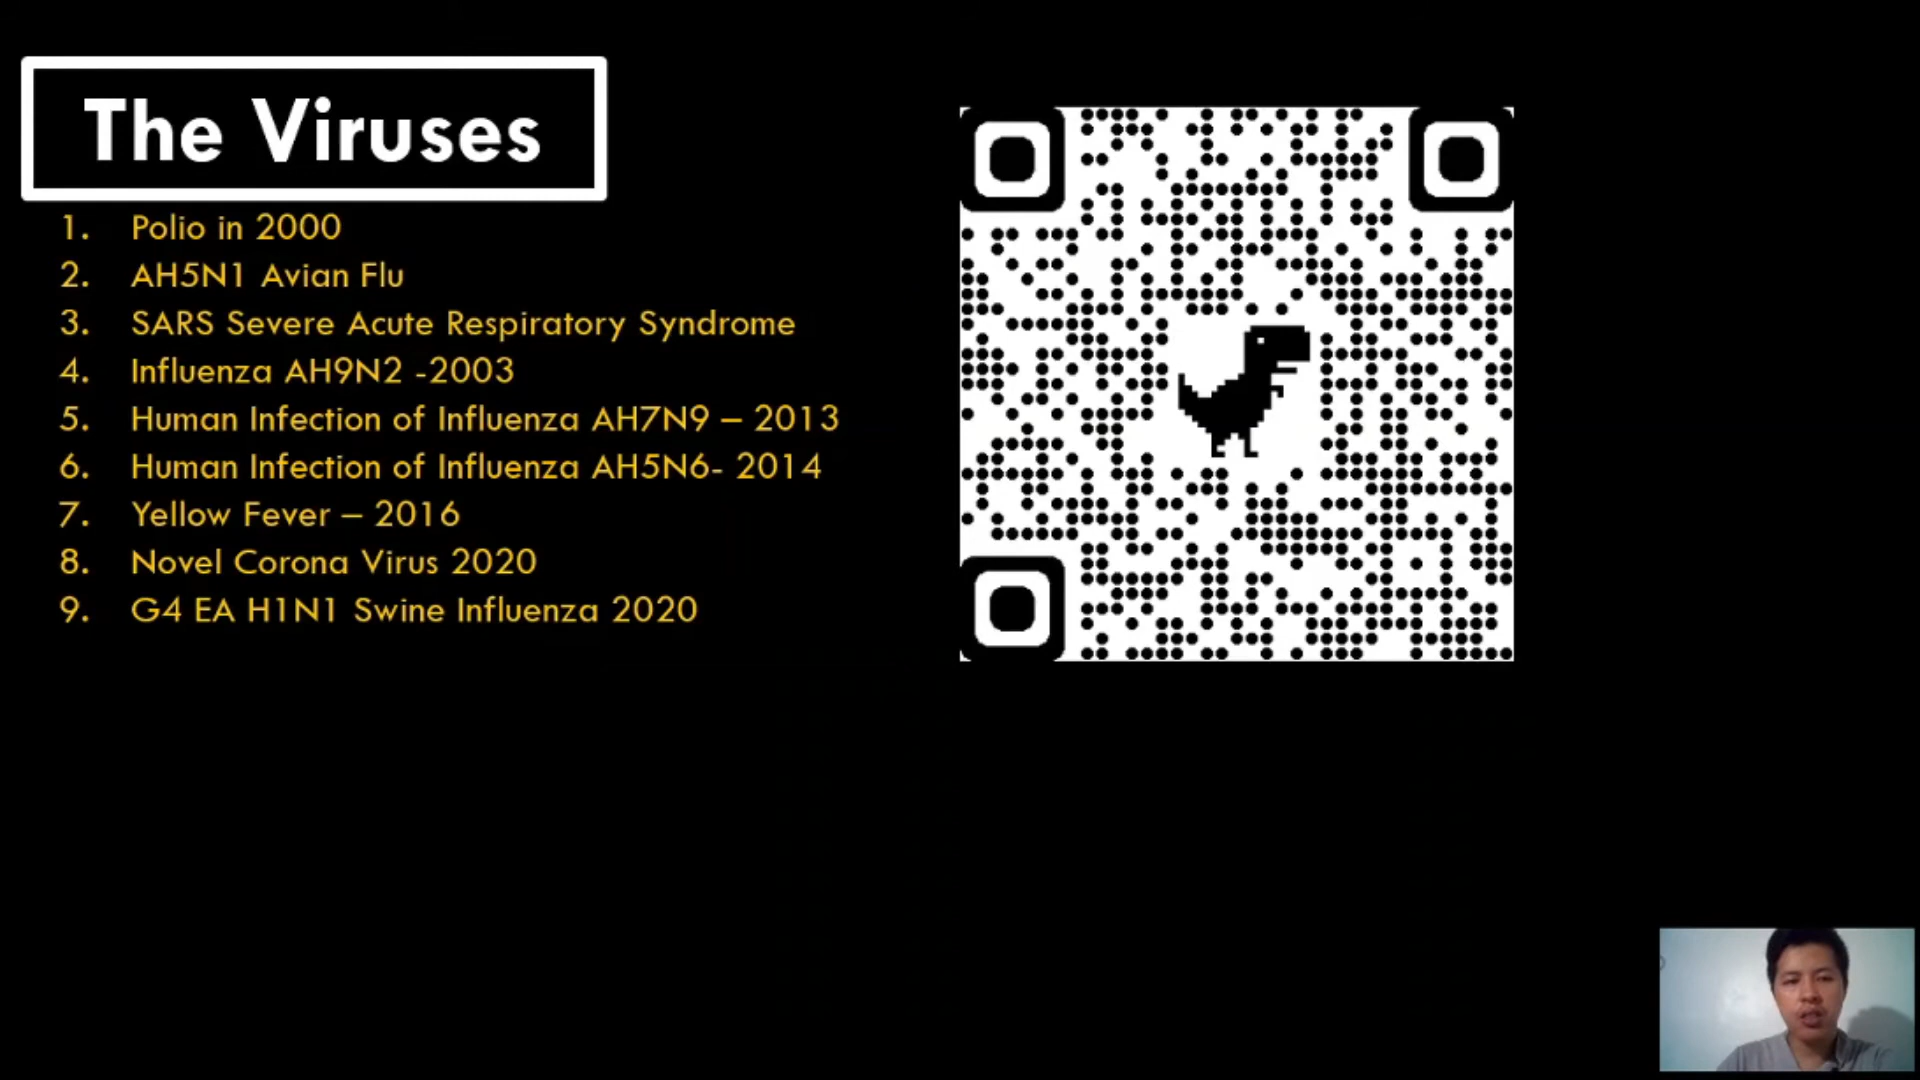 The Viruses
1. Polio in 2000
2. AH5N1 Avian Flu
3. SARS Severe Acute Respiratory Syndrome
4. Influenza AH9N2 -2003
5. Human Infection of Influenza AH7N9 – 2013
6. Human Infection of Influenza AH5N6- 2014
7. Yellow Fever – 2016
8. Novel Corona Virus 2020
9. G4 EA H1N1 Swine Influenza 2020